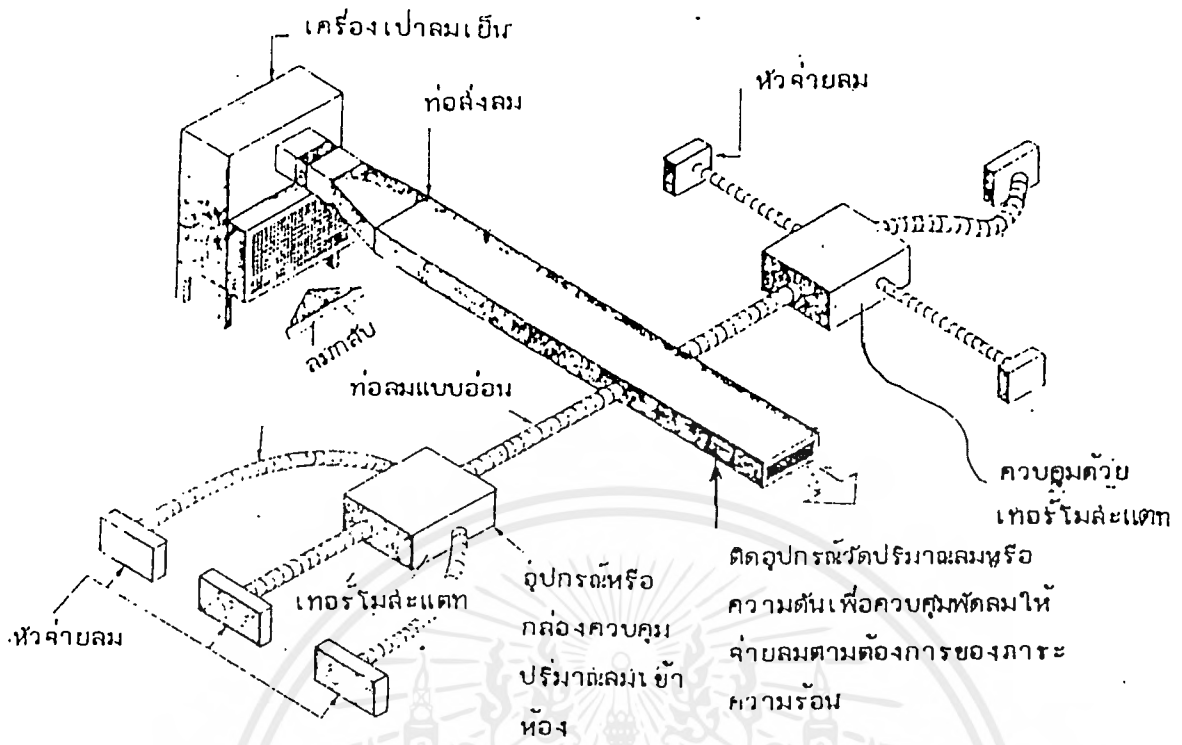 เครื่องเป่าลมเย็น
หัวจ่ายลม
ท่อส่งลม
ลมกลับ
ท่อลมแบบอ่อน
ควบคุมด้วย
เทอร์โมสะแตท
เทอร์โมสะแตท
หัวจ่ายลม
อุปกรณ์หรือ
กล่องควบคุม
ปริมาณลมเข้า
ห้อง
ติดอุปกรณ์วัดปริมาณลมหรือ
ความดันเพื่อควบคุมพัดลมให้
จ่ายลมตามต้องการของภาระ
ความร้อน